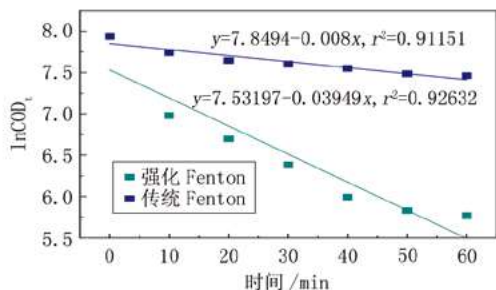 8.0
7.5
7.0
6.5
6.0
5.5
lnCODₜ
y=7.8494-0.008x, r²=0.91151
y=7.53197-0.03949x, r²=0.92632
强化 Fenton
传统 Fenton
0 10 20 30 40 50 60
时间/min